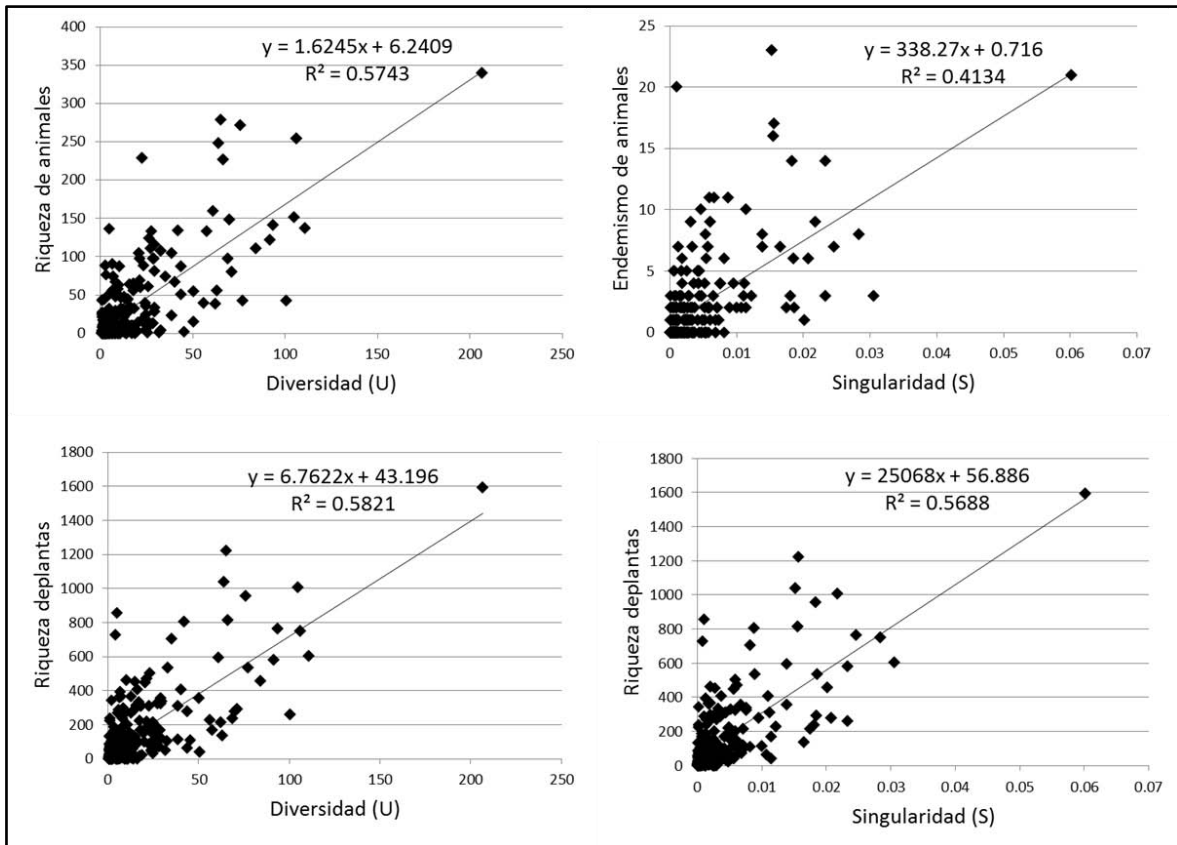 y = 1.6245x + 6.2409
R² = 0.5743
400
350
300
250
200
150
100
50
0
Riqueza de animales
0 50 100 150 200 250
Diversidad (U)
y = 338.27x + 0.716
R² = 0.4134
25
20
15
10
5
0
Endemismo de animales
0 0.01 0.02 0.03 0.04 0.05 0.06 0.07
Singularidad (S)
y = 6.7622x + 43.196
R² = 0.5821
1800
1600
1400
1200
1000
800
600
400
200
0
Riqueza deplantas
0 50 100 150 200 250
Diversidad (U)
y = 25068x + 56.886
R² = 0.5688
1800
1600
1400
1200
1000
800
600
400
200
0
Riqueza deplantas
0 0.01 0.02 0.03 0.04 0.05 0.06 0.07
Singularidad (S)